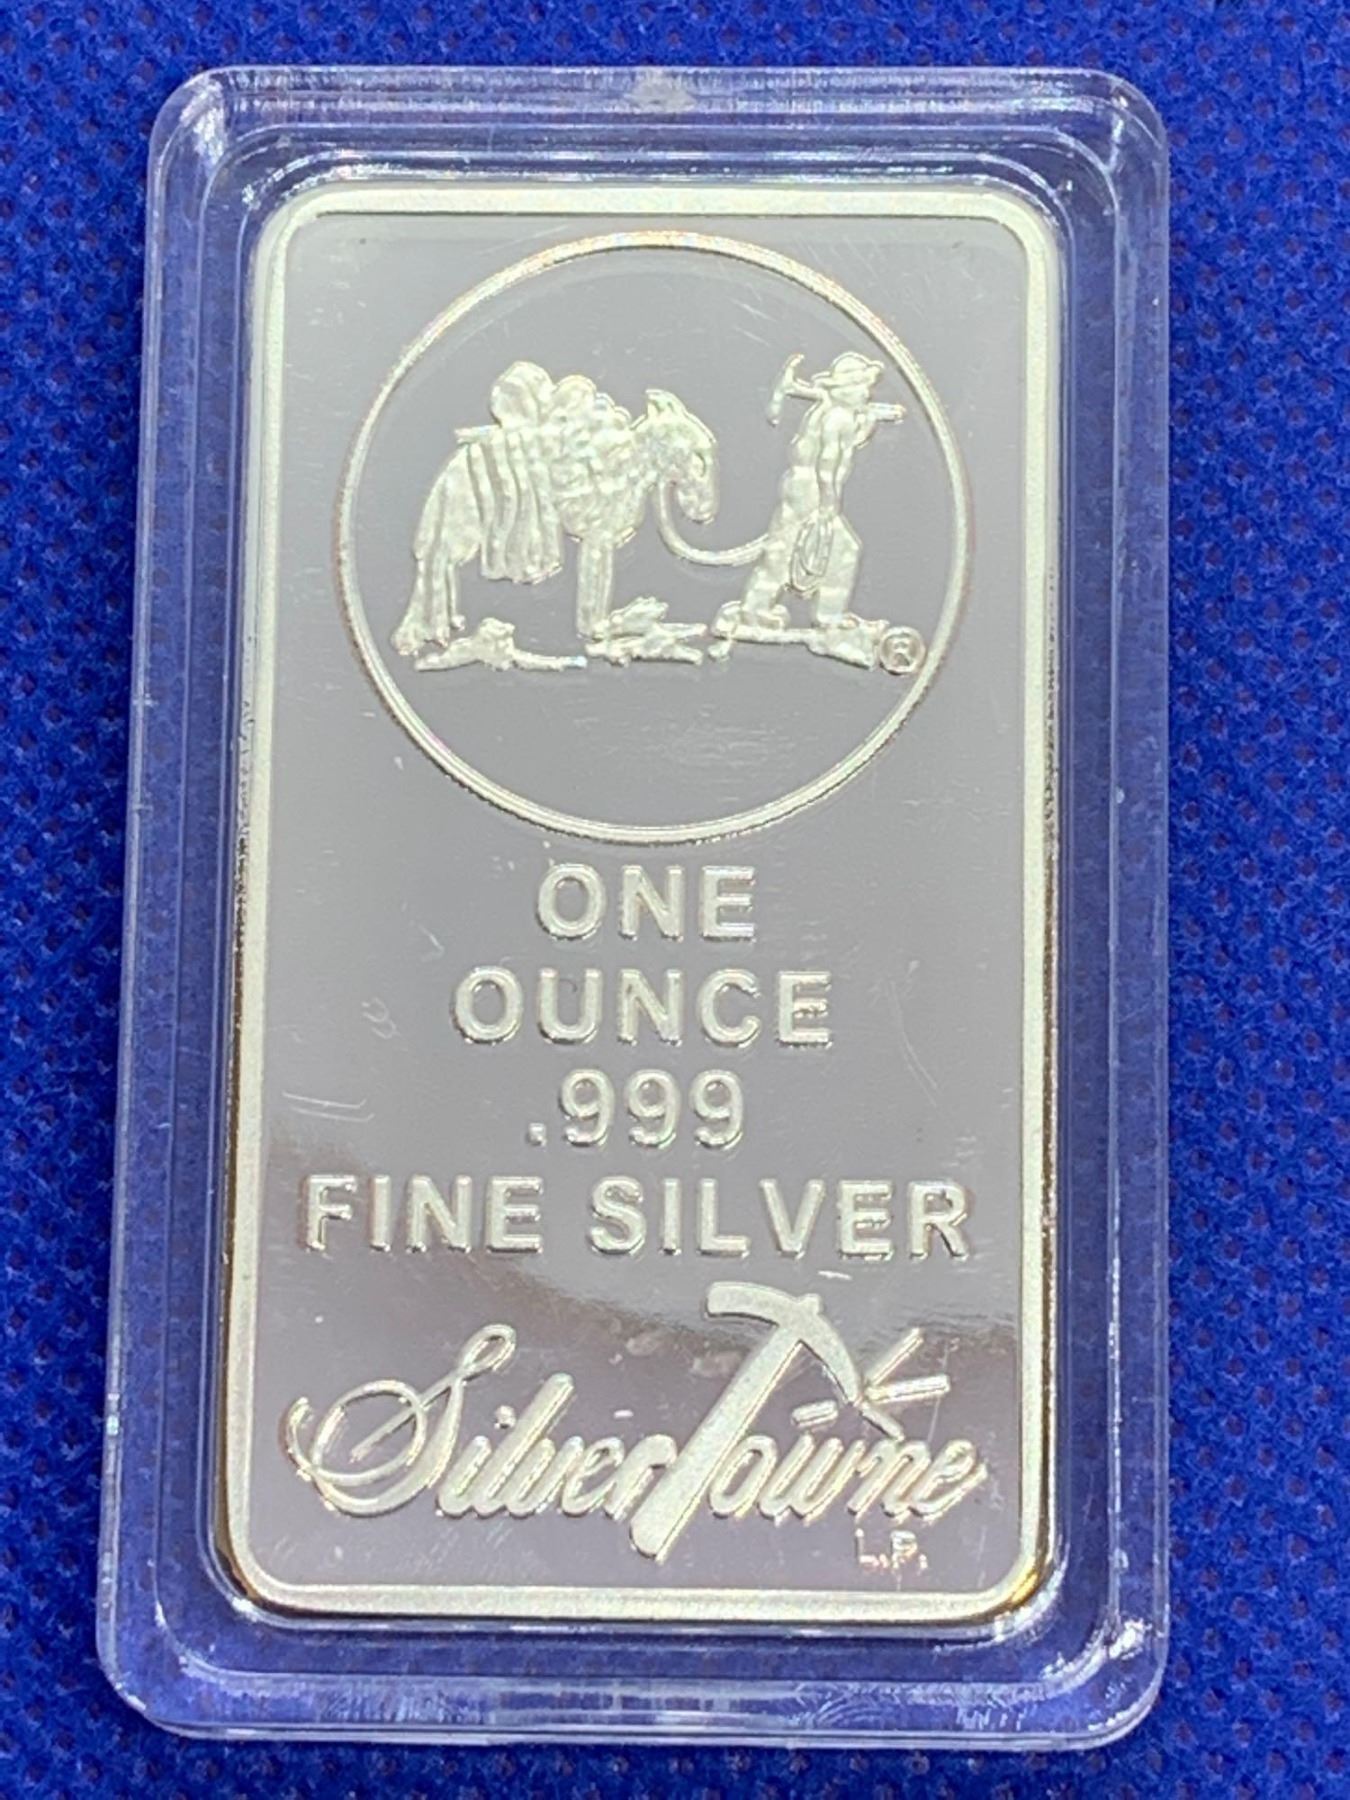 ®
ONE
OUNCE
.999
FINE SILVER
SilverTowne
L.P.